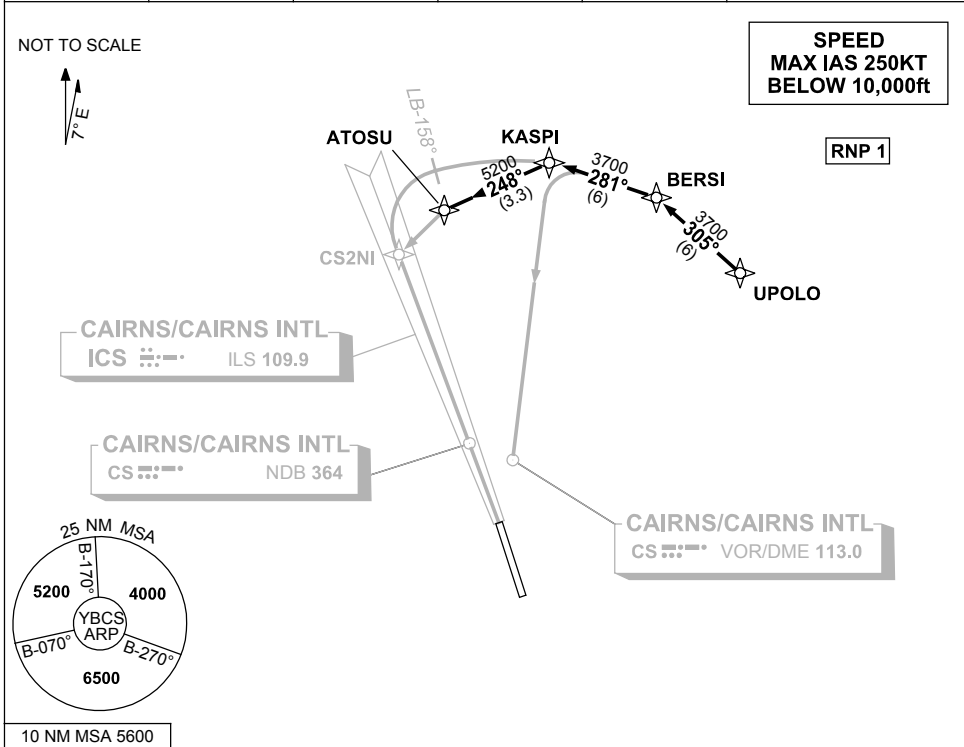 NOT TO SCALE
7° E
SPEED
MAX IAS 250KT
BELOW 10,000ft
RNP 1
LB-158°
ATOSU
KASPI
5200
248°
(3.3)
3700
281°
(6)
BERSI
3700
305°
(6)
UPOLO
CS2NI
CAIRNS/CAIRNS INTL
ICS ILS 109.9
CAIRNS/CAIRNS INTL
CS NDB 364
CAIRNS/CAIRNS INTL
CS VOR/DME 113.0
25 NM MSA
B-170°
5200
4000
YBCS
ARP
B-070°
B-270°
6500
10 NM MSA 5600